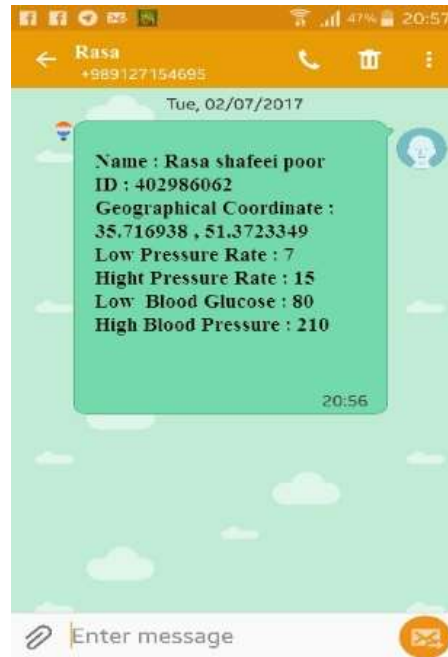 47% 20:57
Rasa
+989127154695
Tue, 02/07/2017
Name : Rasa shafeei poor
ID : 402986062
Geographical Coordinate :
35.716938 , 51.3723349
Low Pressure Rate : 7
Hight Pressure Rate : 15
Low Blood Glucose : 80
High Blood Pressure : 210
20:56
Enter message